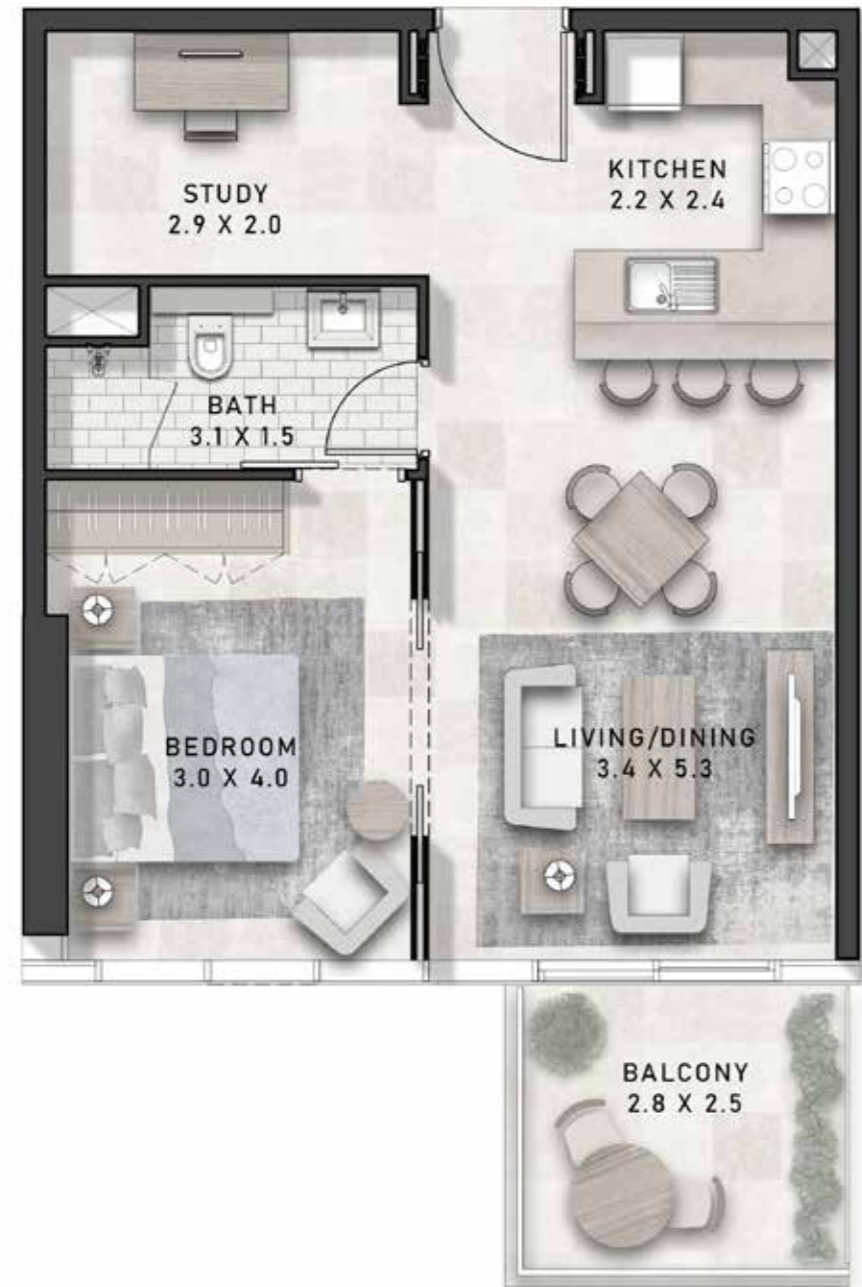 STUDY
2.9 X 2.0
KITCHEN
2.2 X 2.4
BATH
3.1 X 1.5
BEDROOM
3.0 X 4.0
LIVING/DINING
3.4 X 5.3
BALCONY
2.8 X 2.5